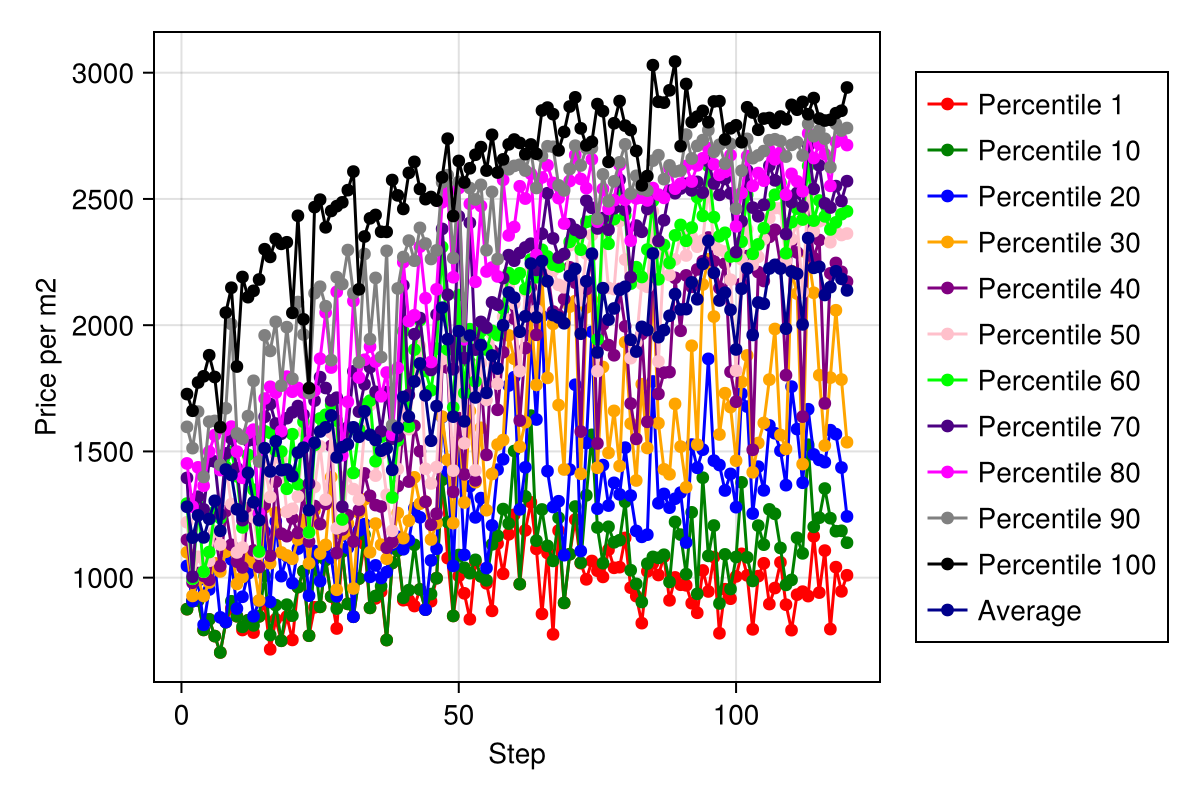 3000
2500
2000
1500
1000
Price per m2
0
50
100
Step
Percentile 1
Percentile 10
Percentile 20
Percentile 30
Percentile 40
Percentile 50
Percentile 60
Percentile 70
Percentile 80
Percentile 90
Percentile 100
Average